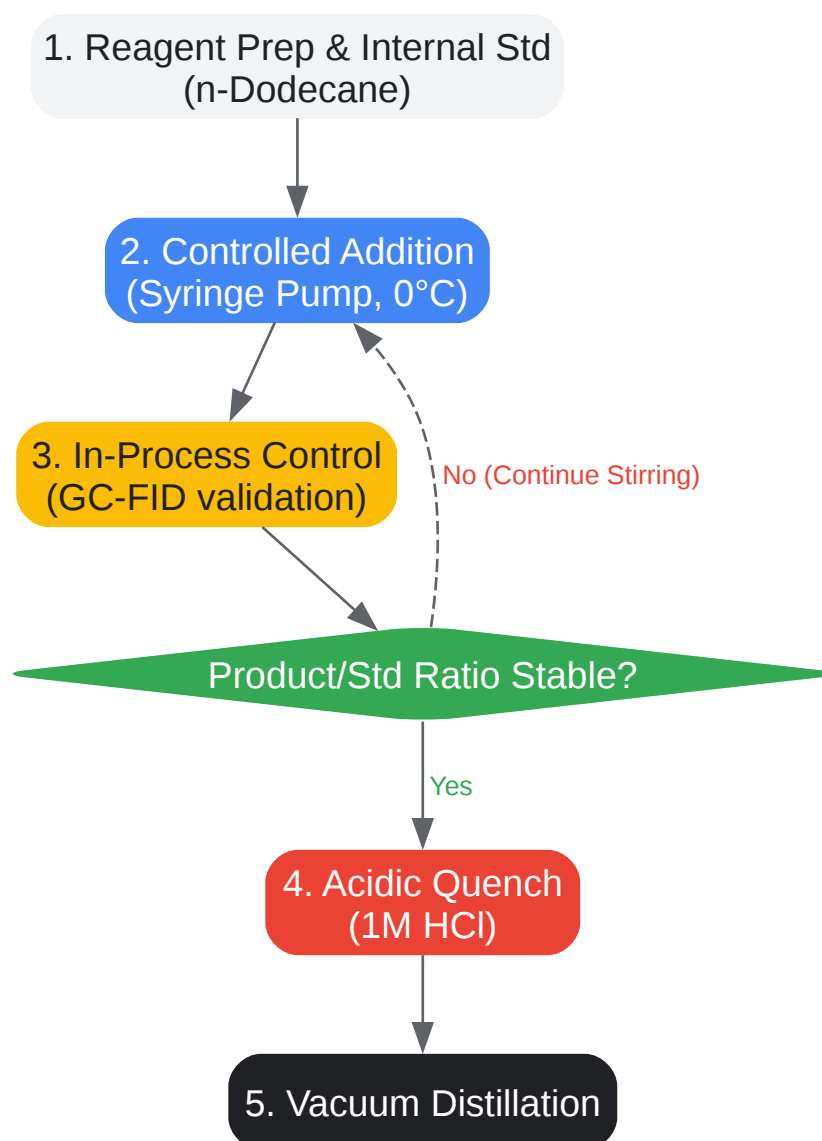 1. Reagent Prep & Internal Std
(n-Dodecane)
2. Controlled Addition
(Syringe Pump, 0°C)
3. In-Process Control
(GC-FID validation)
No (Continue Stirring)
Product/Std Ratio Stable?
Yes
4. Acidic Quench
(1M HCl)
5. Vacuum Distillation